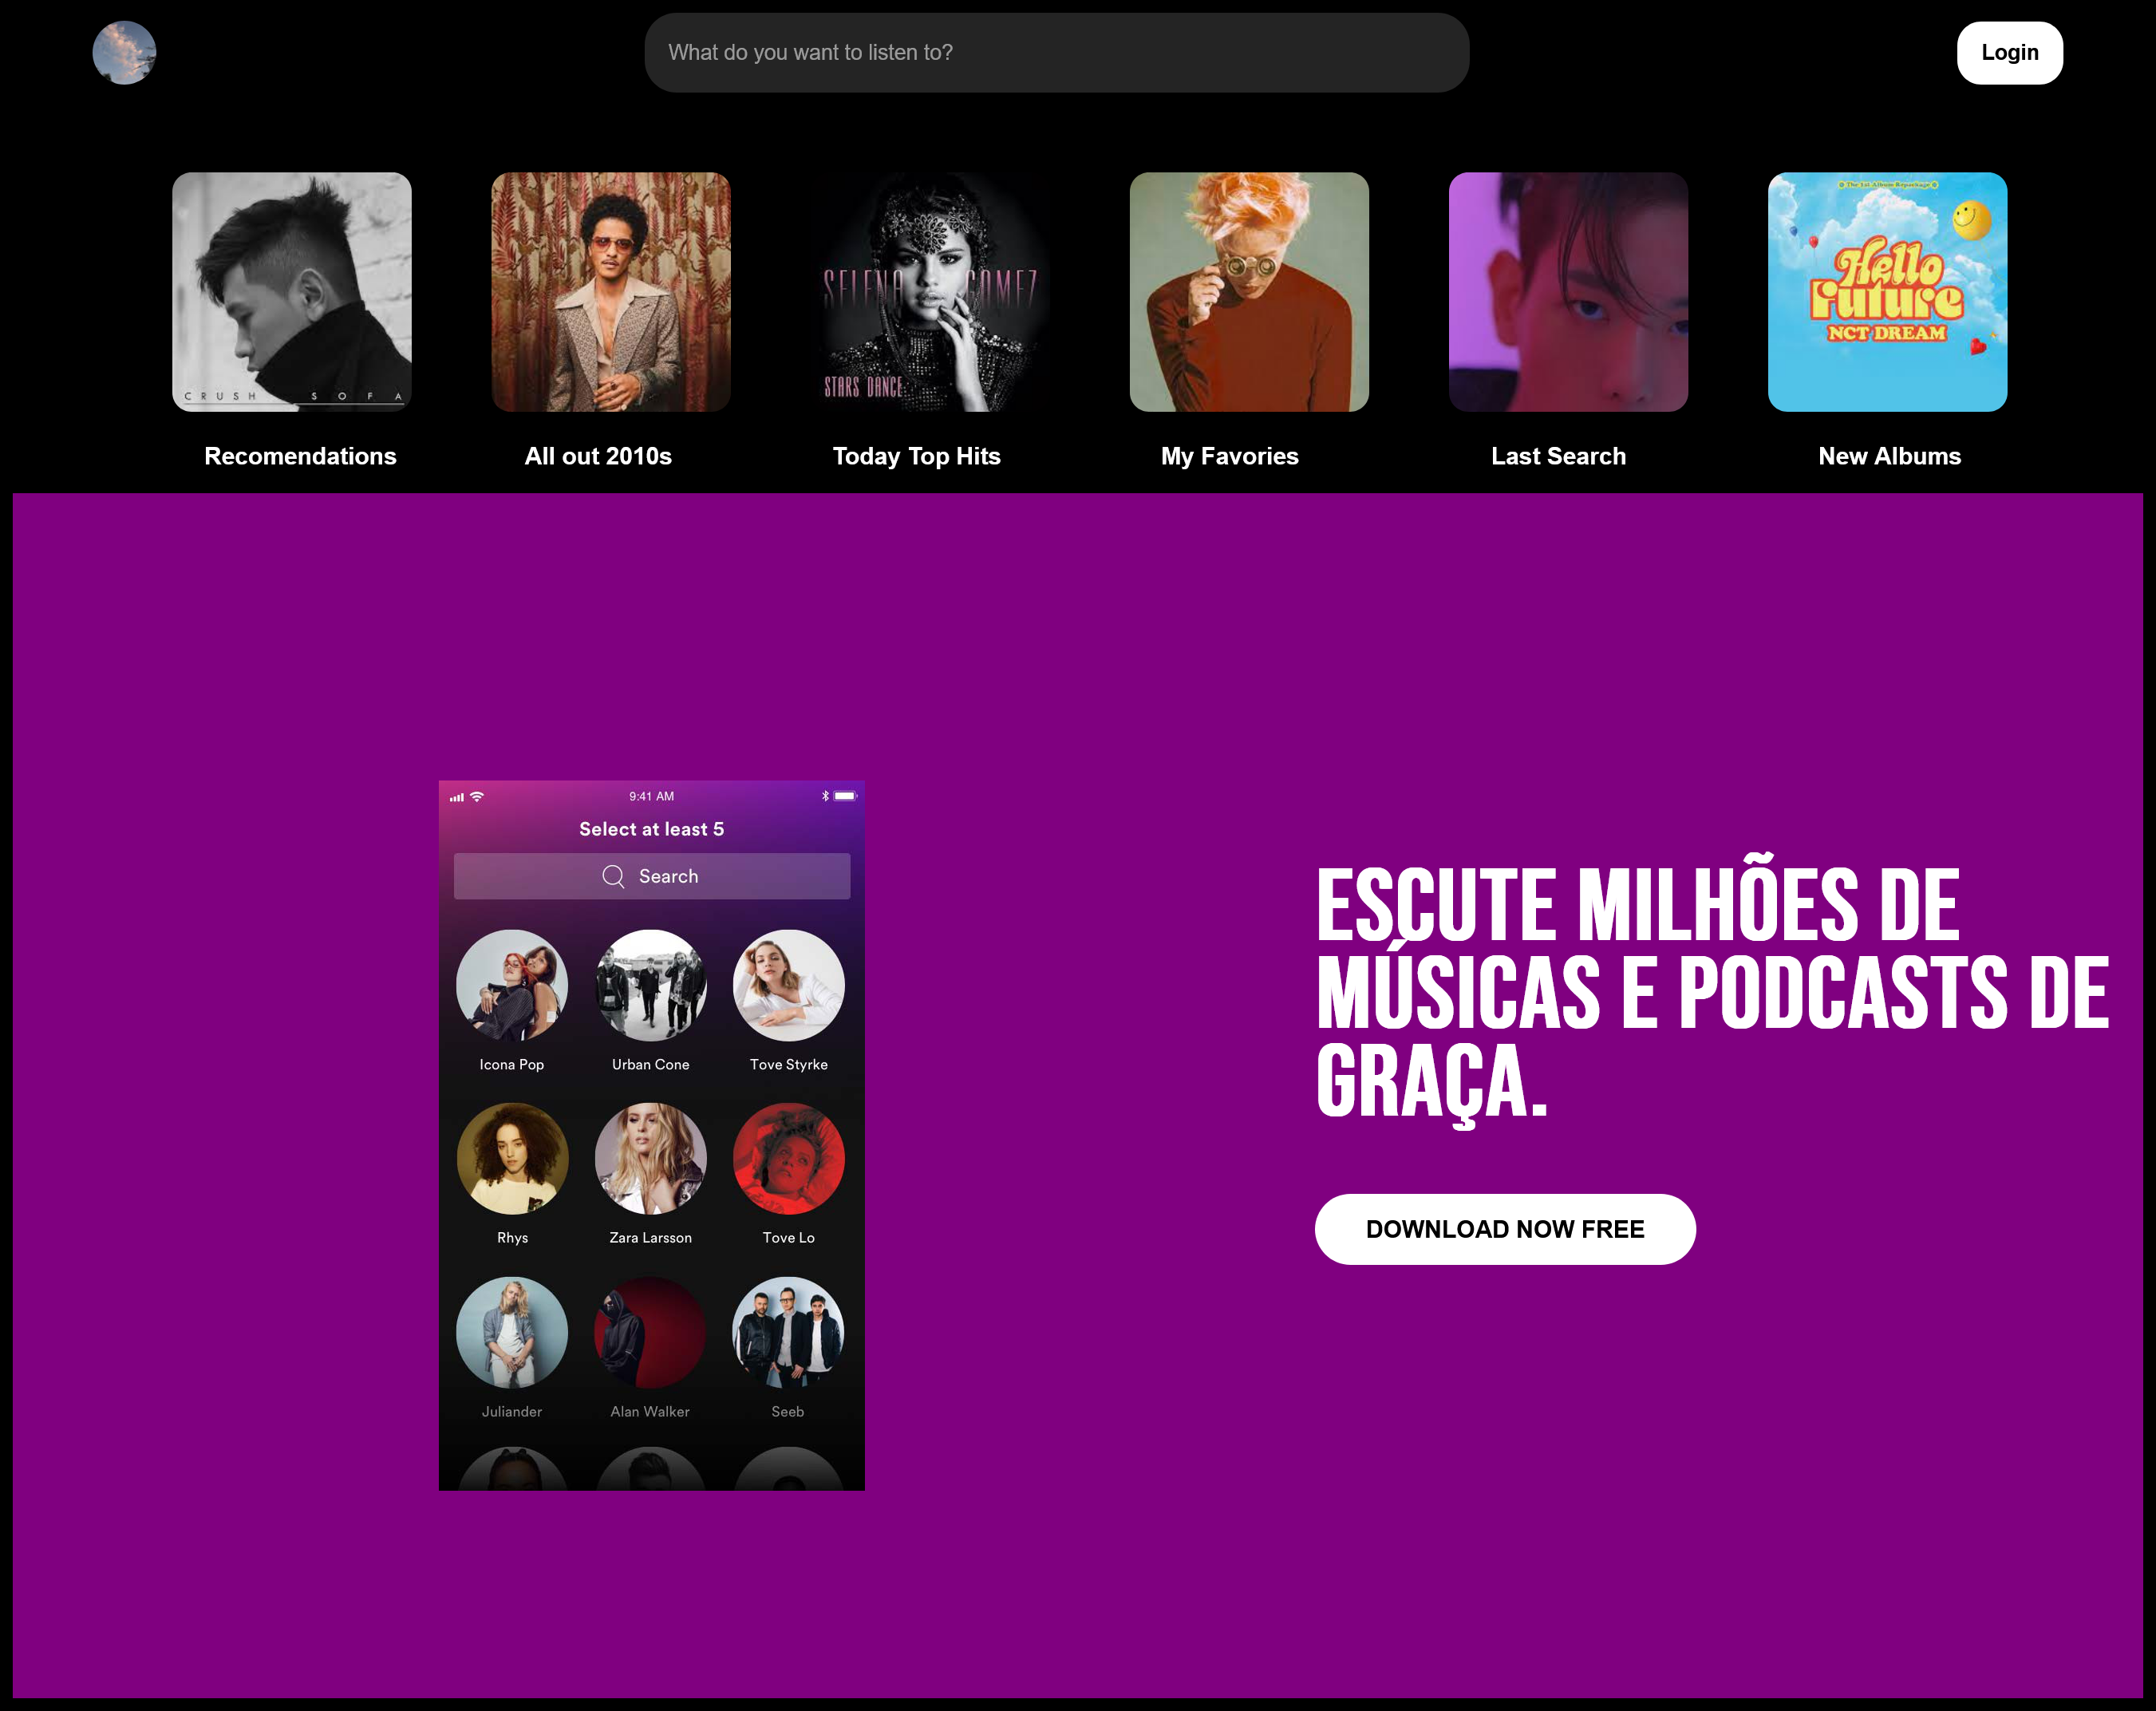 What do you want to listen to?
Login
CRUSH SOFA
SELENA GOMEZ
STARS DANCE
The 1st Album Repackage
Hello
Future
NCT DREAM
Recomendations
All out 2010s
Today Top Hits
My Favories
Last Search
New Albums
9:41 AM
Select at least 5
Search
Icona Pop
Urban Cone
Tove Styrke
Rhys
Zara Larsson
Tove Lo
Juliander
Alan Walker
Seeb
ESCUTE MILHÕES DE
MÚSICAS E PODCASTS DE
GRAÇA.
DOWNLOAD NOW FREE